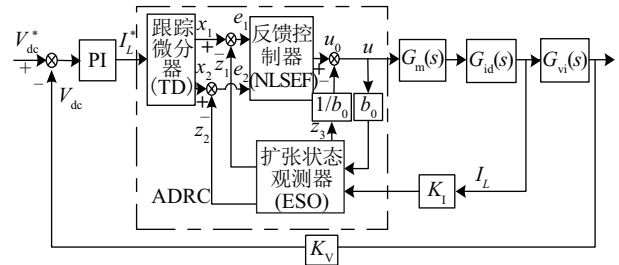 V*dc
+
−
Vdc
PI
I*L
跟踪
微分
器
(TD)
x1
+
−
z1
x2
+
−
z2
e1
e2
反馈控
制器
(NLSEF)
u0
+
−
u
1/b0
b0
z3
扩张状态
观测器
(ESO)
ADRC
Gm(s)
Gid(s)
Gvi(s)
IL
KI
KV